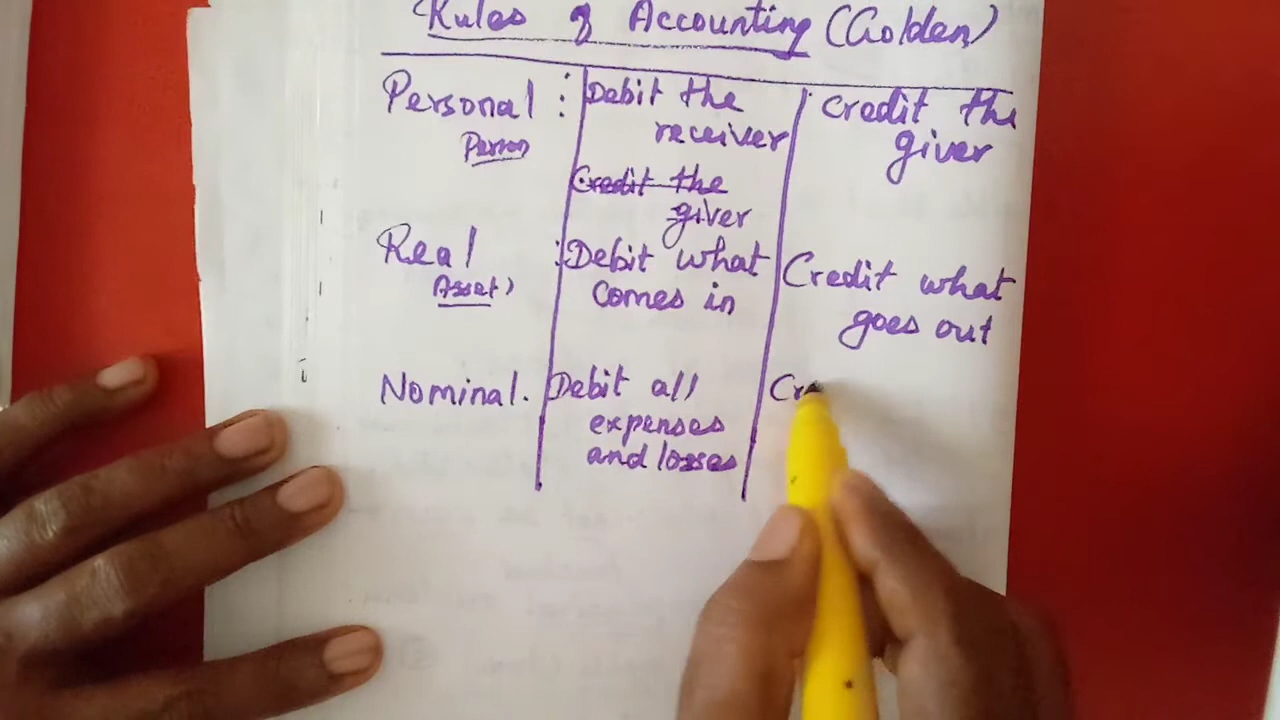 Rules of Accounting (Golden)
Personal : Debit the Credit the
Person receiver giver
Credit the
giver
Real : Debit what Credit what
Asset) comes in goes out
Nominal. Debit all Cre
expenses
and losses